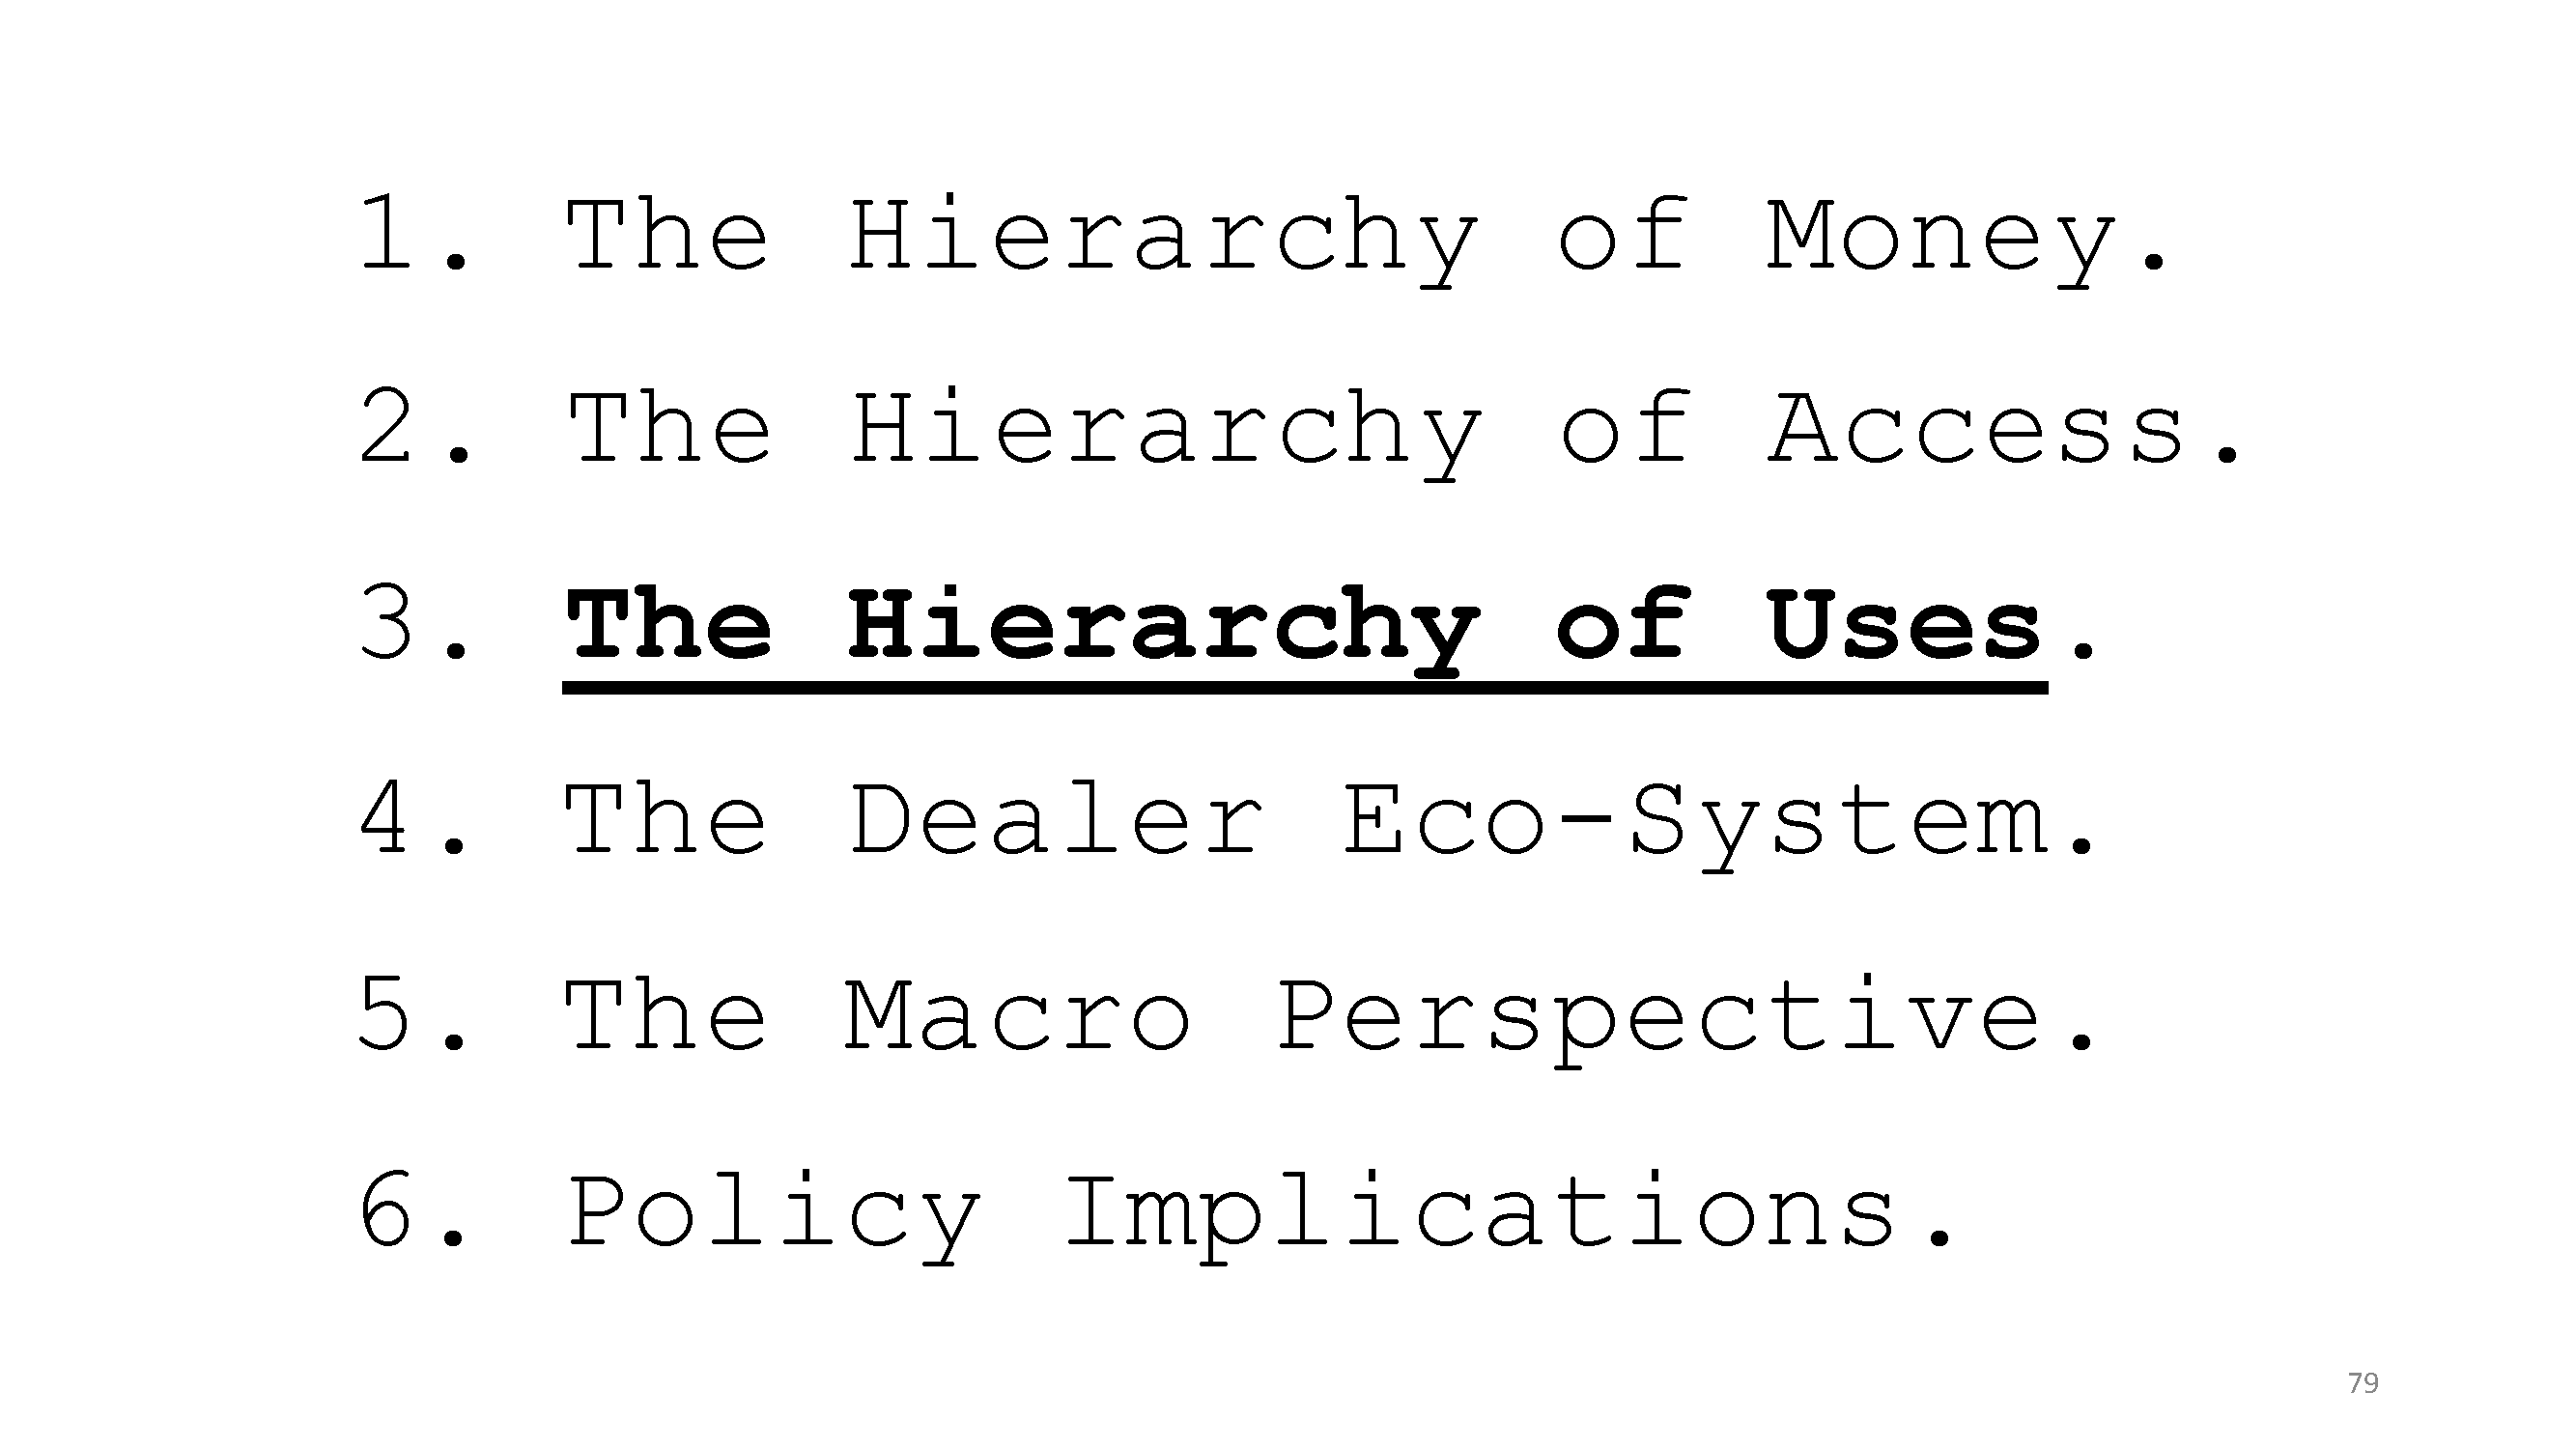 1. The Hierarchy of Money.
2. The Hierarchy of Access.
3. The Hierarchy of Uses.
4. The Dealer Eco-System.
5. The Macro Perspective.
6. Policy Implications.
79